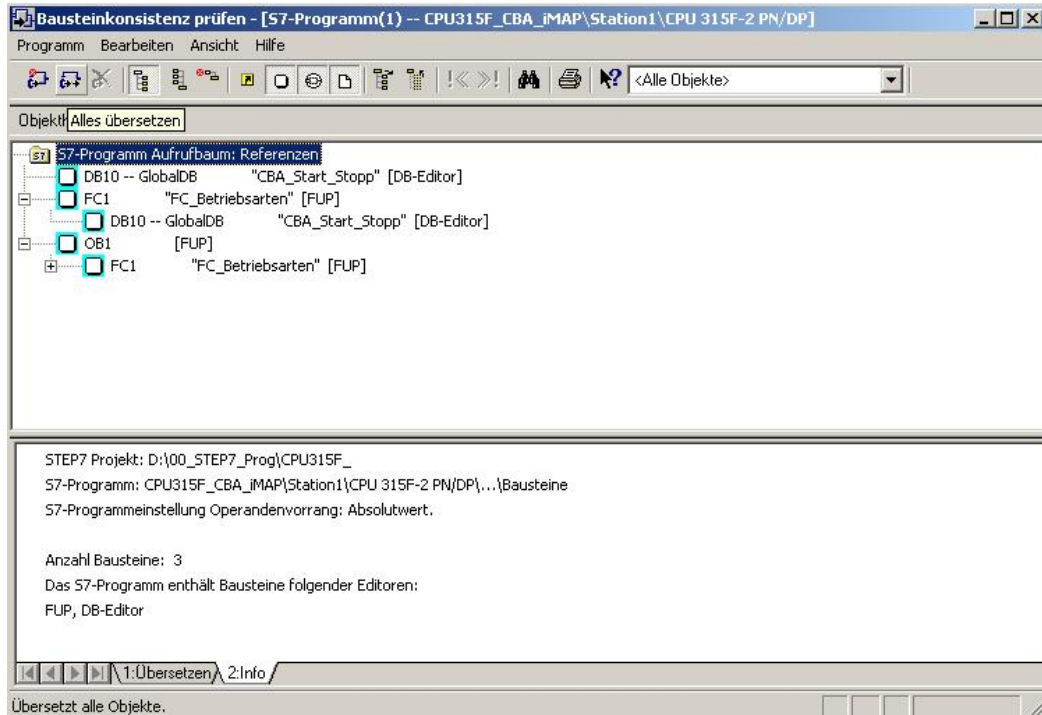 Bausteinkonsistenz prüfen - [S7-Programm(1) -- CPU315F_CBA_iMAP\Station1\CPU 315F-2 PN/DP]
Programm Bearbeiten Ansicht Hilfe
<Alle Objekte>
Alles übersetzen
S7 S7-Programm Aufrufbaum: Referenzen
DB10 -- GlobalDB "CBA_Start_Stopp" [DB-Editor]
FC1 "FC_Betriebsarten" [FUP]
DB10 -- GlobalDB "CBA_Start_Stopp" [DB-Editor]
OB1 [FUP]
FC1 "FC_Betriebsarten" [FUP]
STEP7 Projekt: D:\00_STEP7_Prog\CPU315F_
S7-Programm: CPU315F_CBA_iMAP\Station1\CPU 315F-2 PN/DP\...\Bausteine
S7-Programmeinstellung Operandenvorrang: Absolutwert.
Anzahl Bausteine: 3
Das S7-Programm enthält Bausteine folgender Editoren:
FUP, DB-Editor
1:Übersetzen 2:Info
Übersetzt alle Objekte.